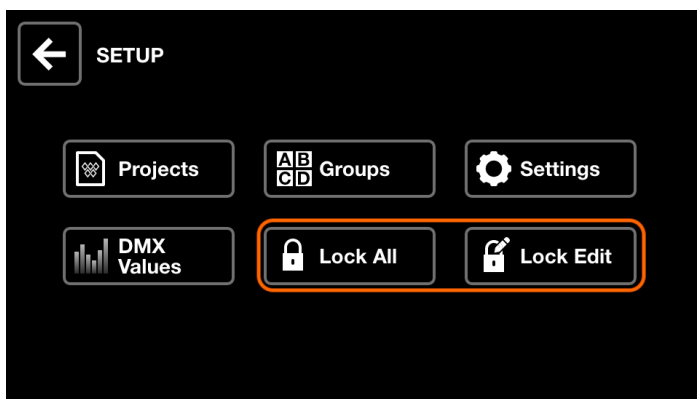 SETUP
Projects
AB
CD
Groups
Settings
DMX
Values
Lock All
Lock Edit